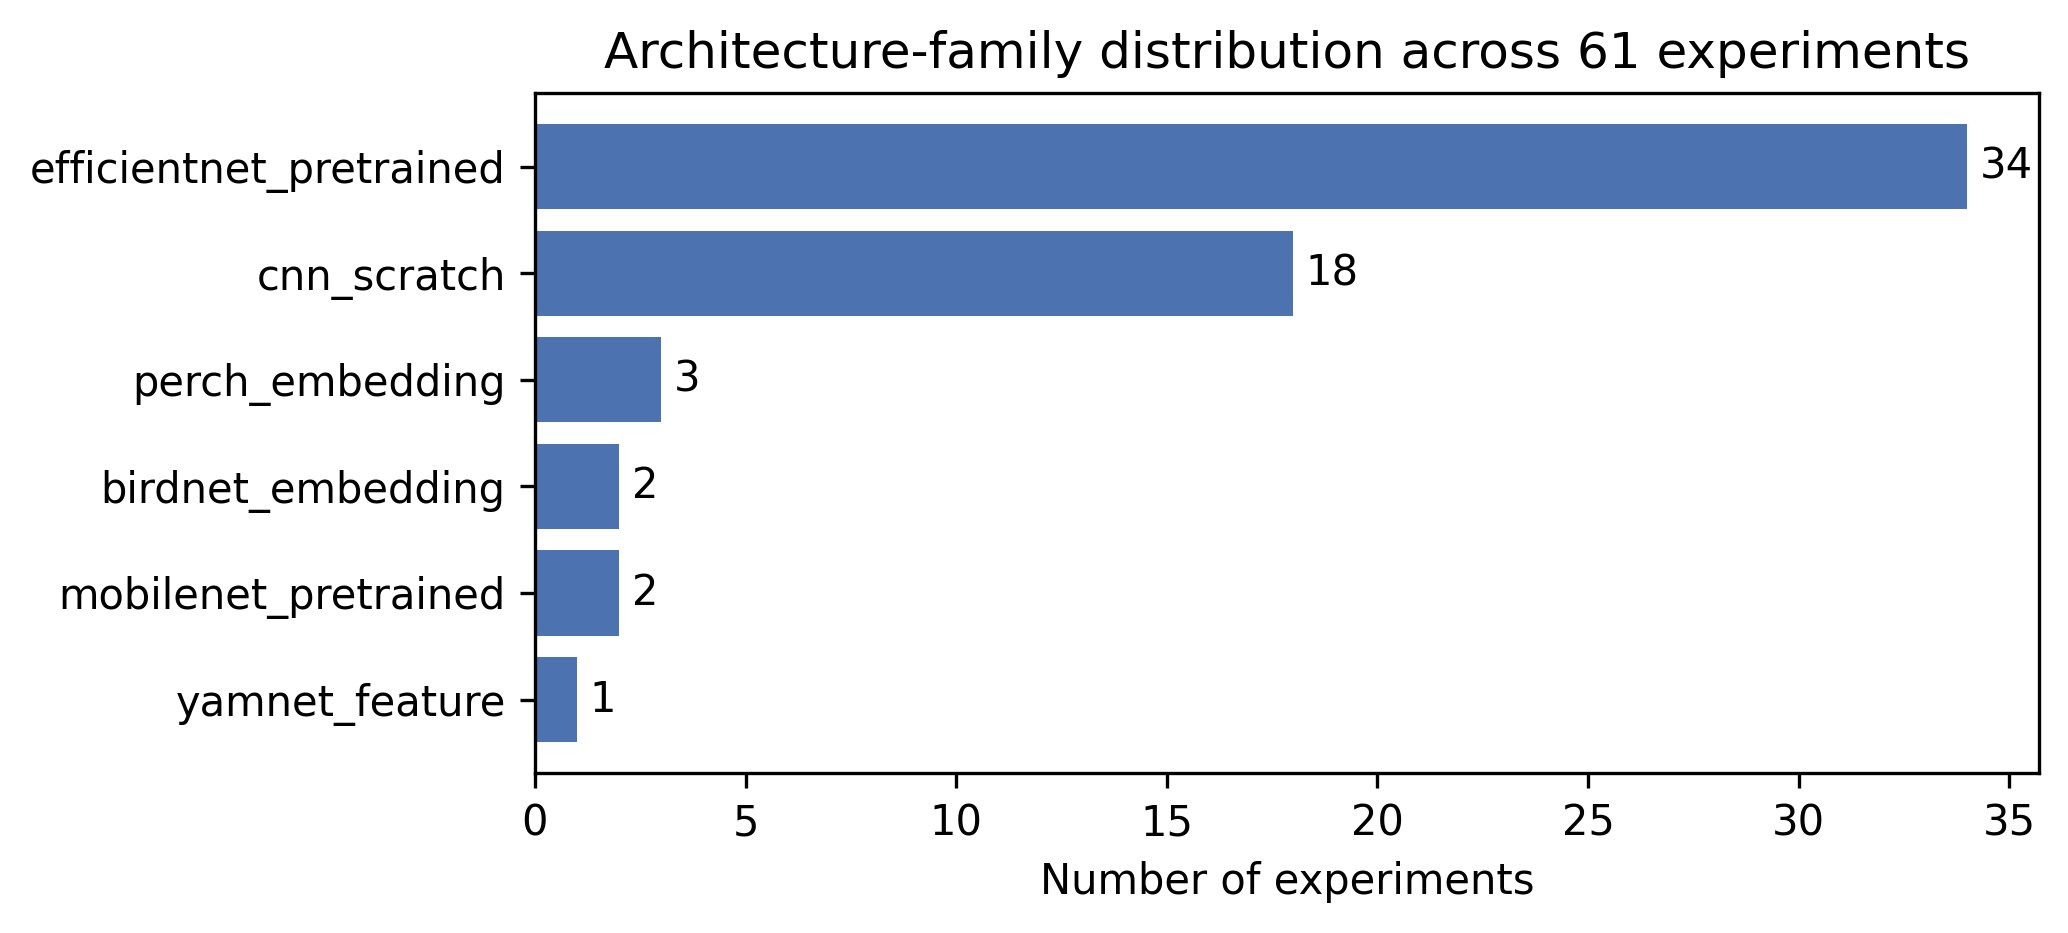 Architecture-family distribution across 61 experiments
efficientnet_pretrained 34
cnn_scratch 18
perch_embedding 3
birdnet_embedding 2
mobilenet_pretrained 2
yamnet_feature 1
0 5 10 15 20 25 30 35
Number of experiments